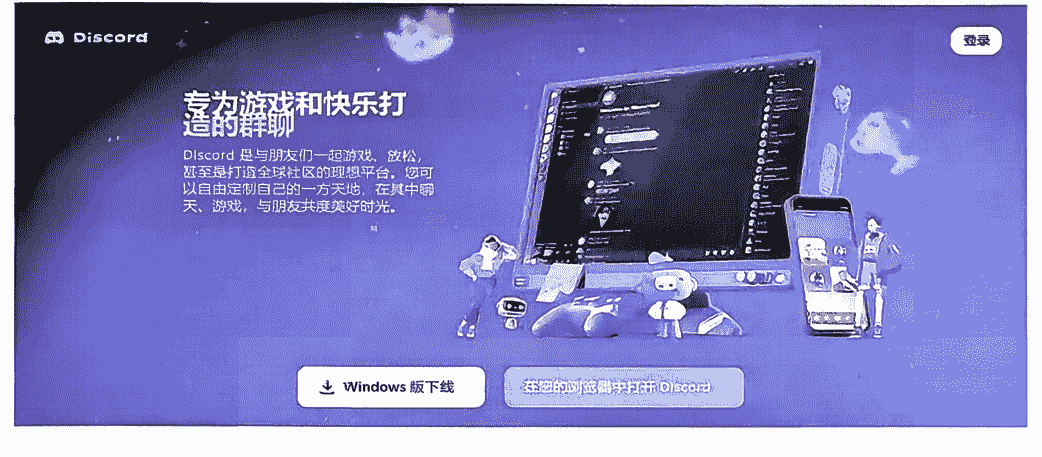 Discord
登录
专为游戏和快乐打
造的群聊
Discord 是与朋友们一起游戏、放松，
甚至是打造全球社区的理想平台。您可
以自由定制自己的一方天地，在其中聊
天、游戏，与朋友共度美好时光。
Windows 版下线
在您的浏览器中打开 Discord